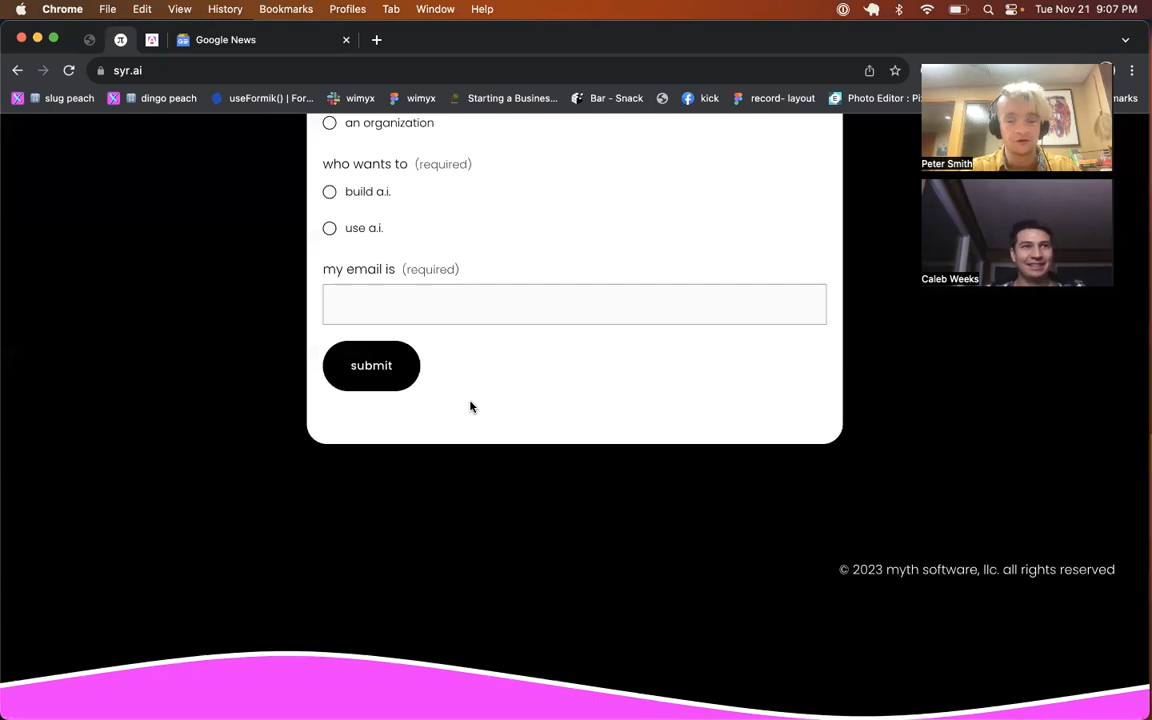 Chrome File Edit View History Bookmarks Profiles Tab Window Help Tue Nov 21 9:07 PM
Google News
syr.ai
slug peach dingo peach useFormik() | For... wimyx wimyx Starting a Business... Bar - Snack kick record- layout Photo Editor : Pi marks
an organization
who wants to (required)
build a.i.
use a.i.
my email is (required)
submit
Peter Smith
Caleb Weeks
© 2023 myth software, llc. all rights reserved